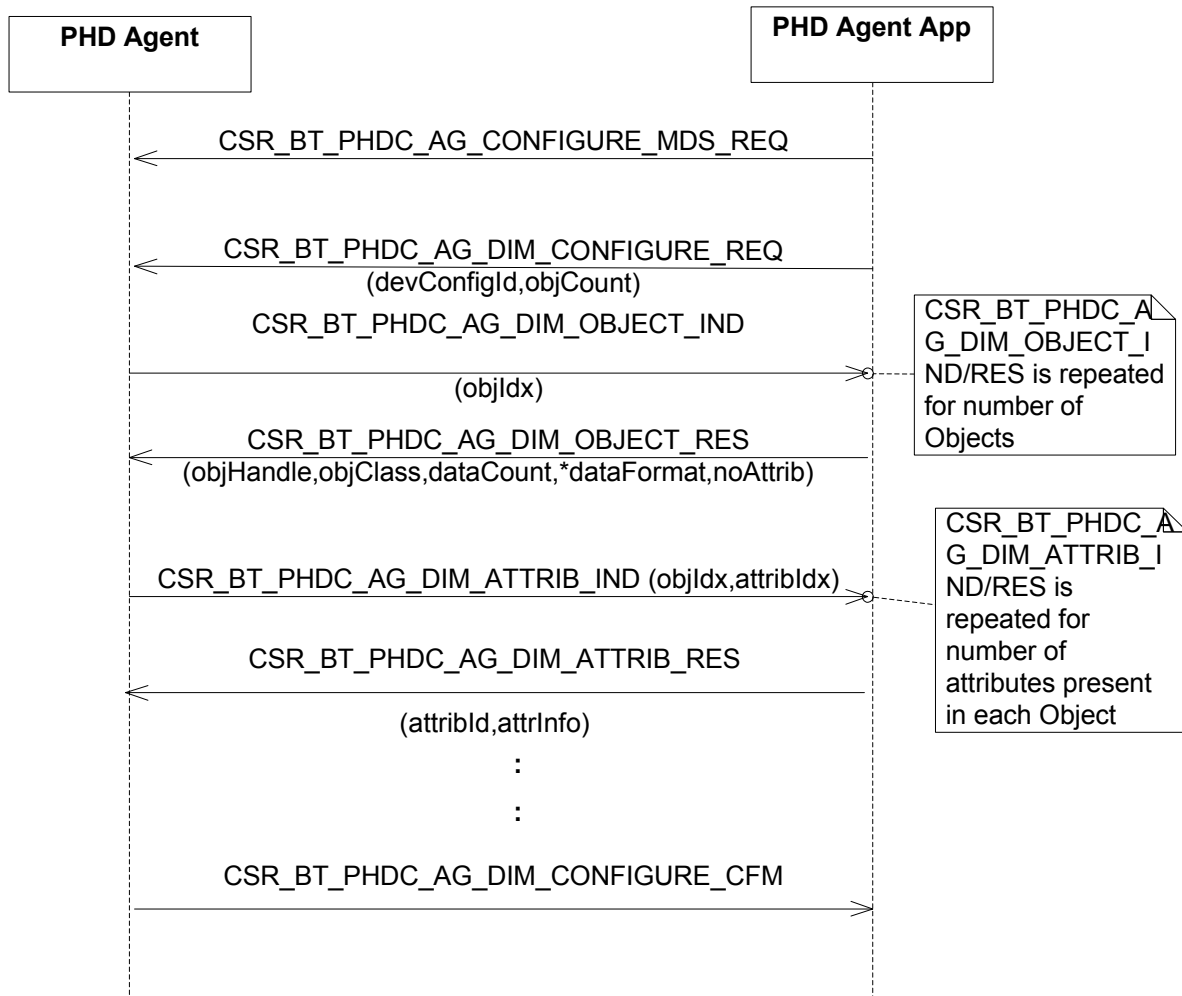 PHD Agent
PHD Agent App
CSR_BT_PHDC_AG_CONFIGURE_MDS_REQ
CSR_BT_PHDC_AG_DIM_CONFIGURE_REQ
(devConfigId,objCount)
CSR_BT_PHDC_AG_DIM_OBJECT_IND
(objIdx)
CSR_BT_PHDC_A
G_DIM_OBJECT_I
ND/RES is repeated
for number of
Objects
CSR_BT_PHDC_AG_DIM_OBJECT_RES
(objHandle,objClass,dataCount,*dataFormat,noAttrib)
CSR_BT_PHDC_AG_DIM_ATTRIB_IND (objIdx,attribIdx)
CSR_BT_PHDC_A
G_DIM_ATTRIB_I
ND/RES is
repeated for
number of
attributes present
in each Object
CSR_BT_PHDC_AG_DIM_ATTRIB_RES
(attribId,attrInfo)
:
:
CSR_BT_PHDC_AG_DIM_CONFIGURE_CFM